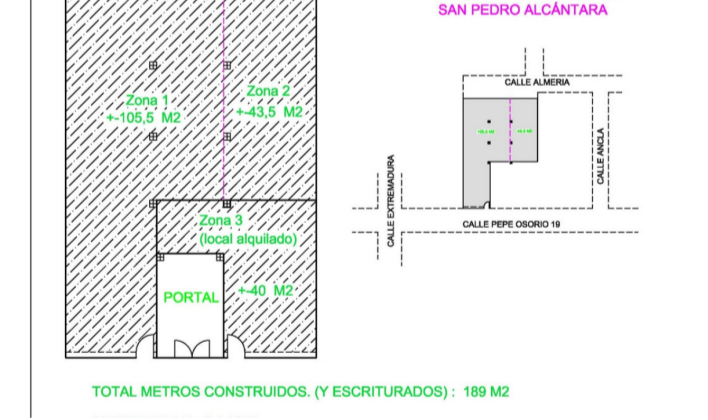 SAN PEDRO ALCÁNTARA
Zona 1
+-105,5 M2
Zona 2
+-43,5 M2
Zona 3
(local alquilado)
+-40 M2
PORTAL
CALLE ALMERIA
CALLE ANCLA
CALLE EXTREMADURA
CALLE PEPE OSORIO 19
TOTAL METROS CONSTRUIDOS. (Y ESCRITURADOS) : 189 M2